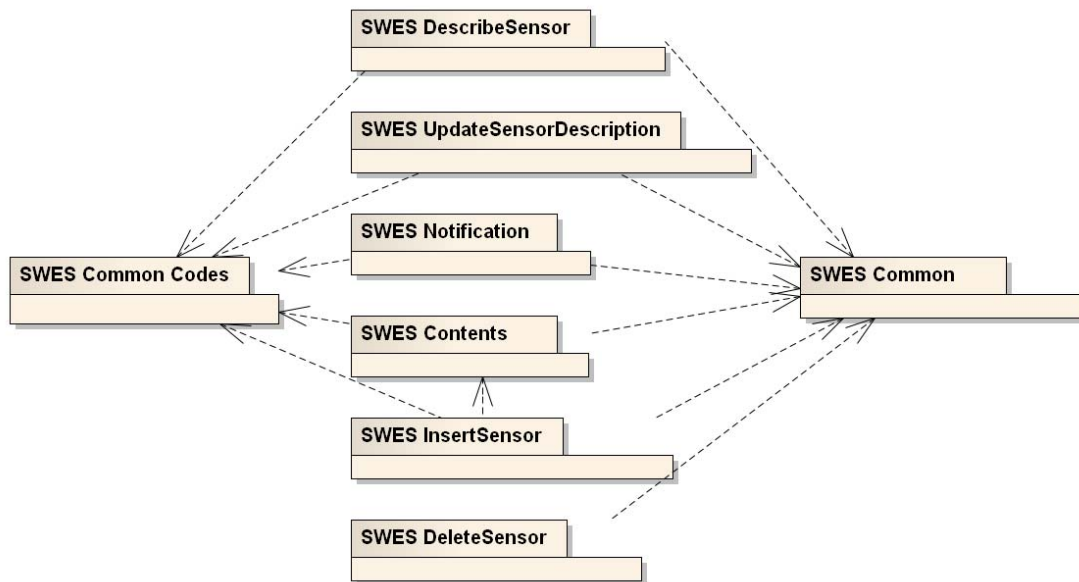 SWES DescribeSensor
SWES UpdateSensorDescription
SWES Notification
SWES Common Codes
SWES Common
SWES Contents
SWES InsertSensor
SWES DeleteSensor